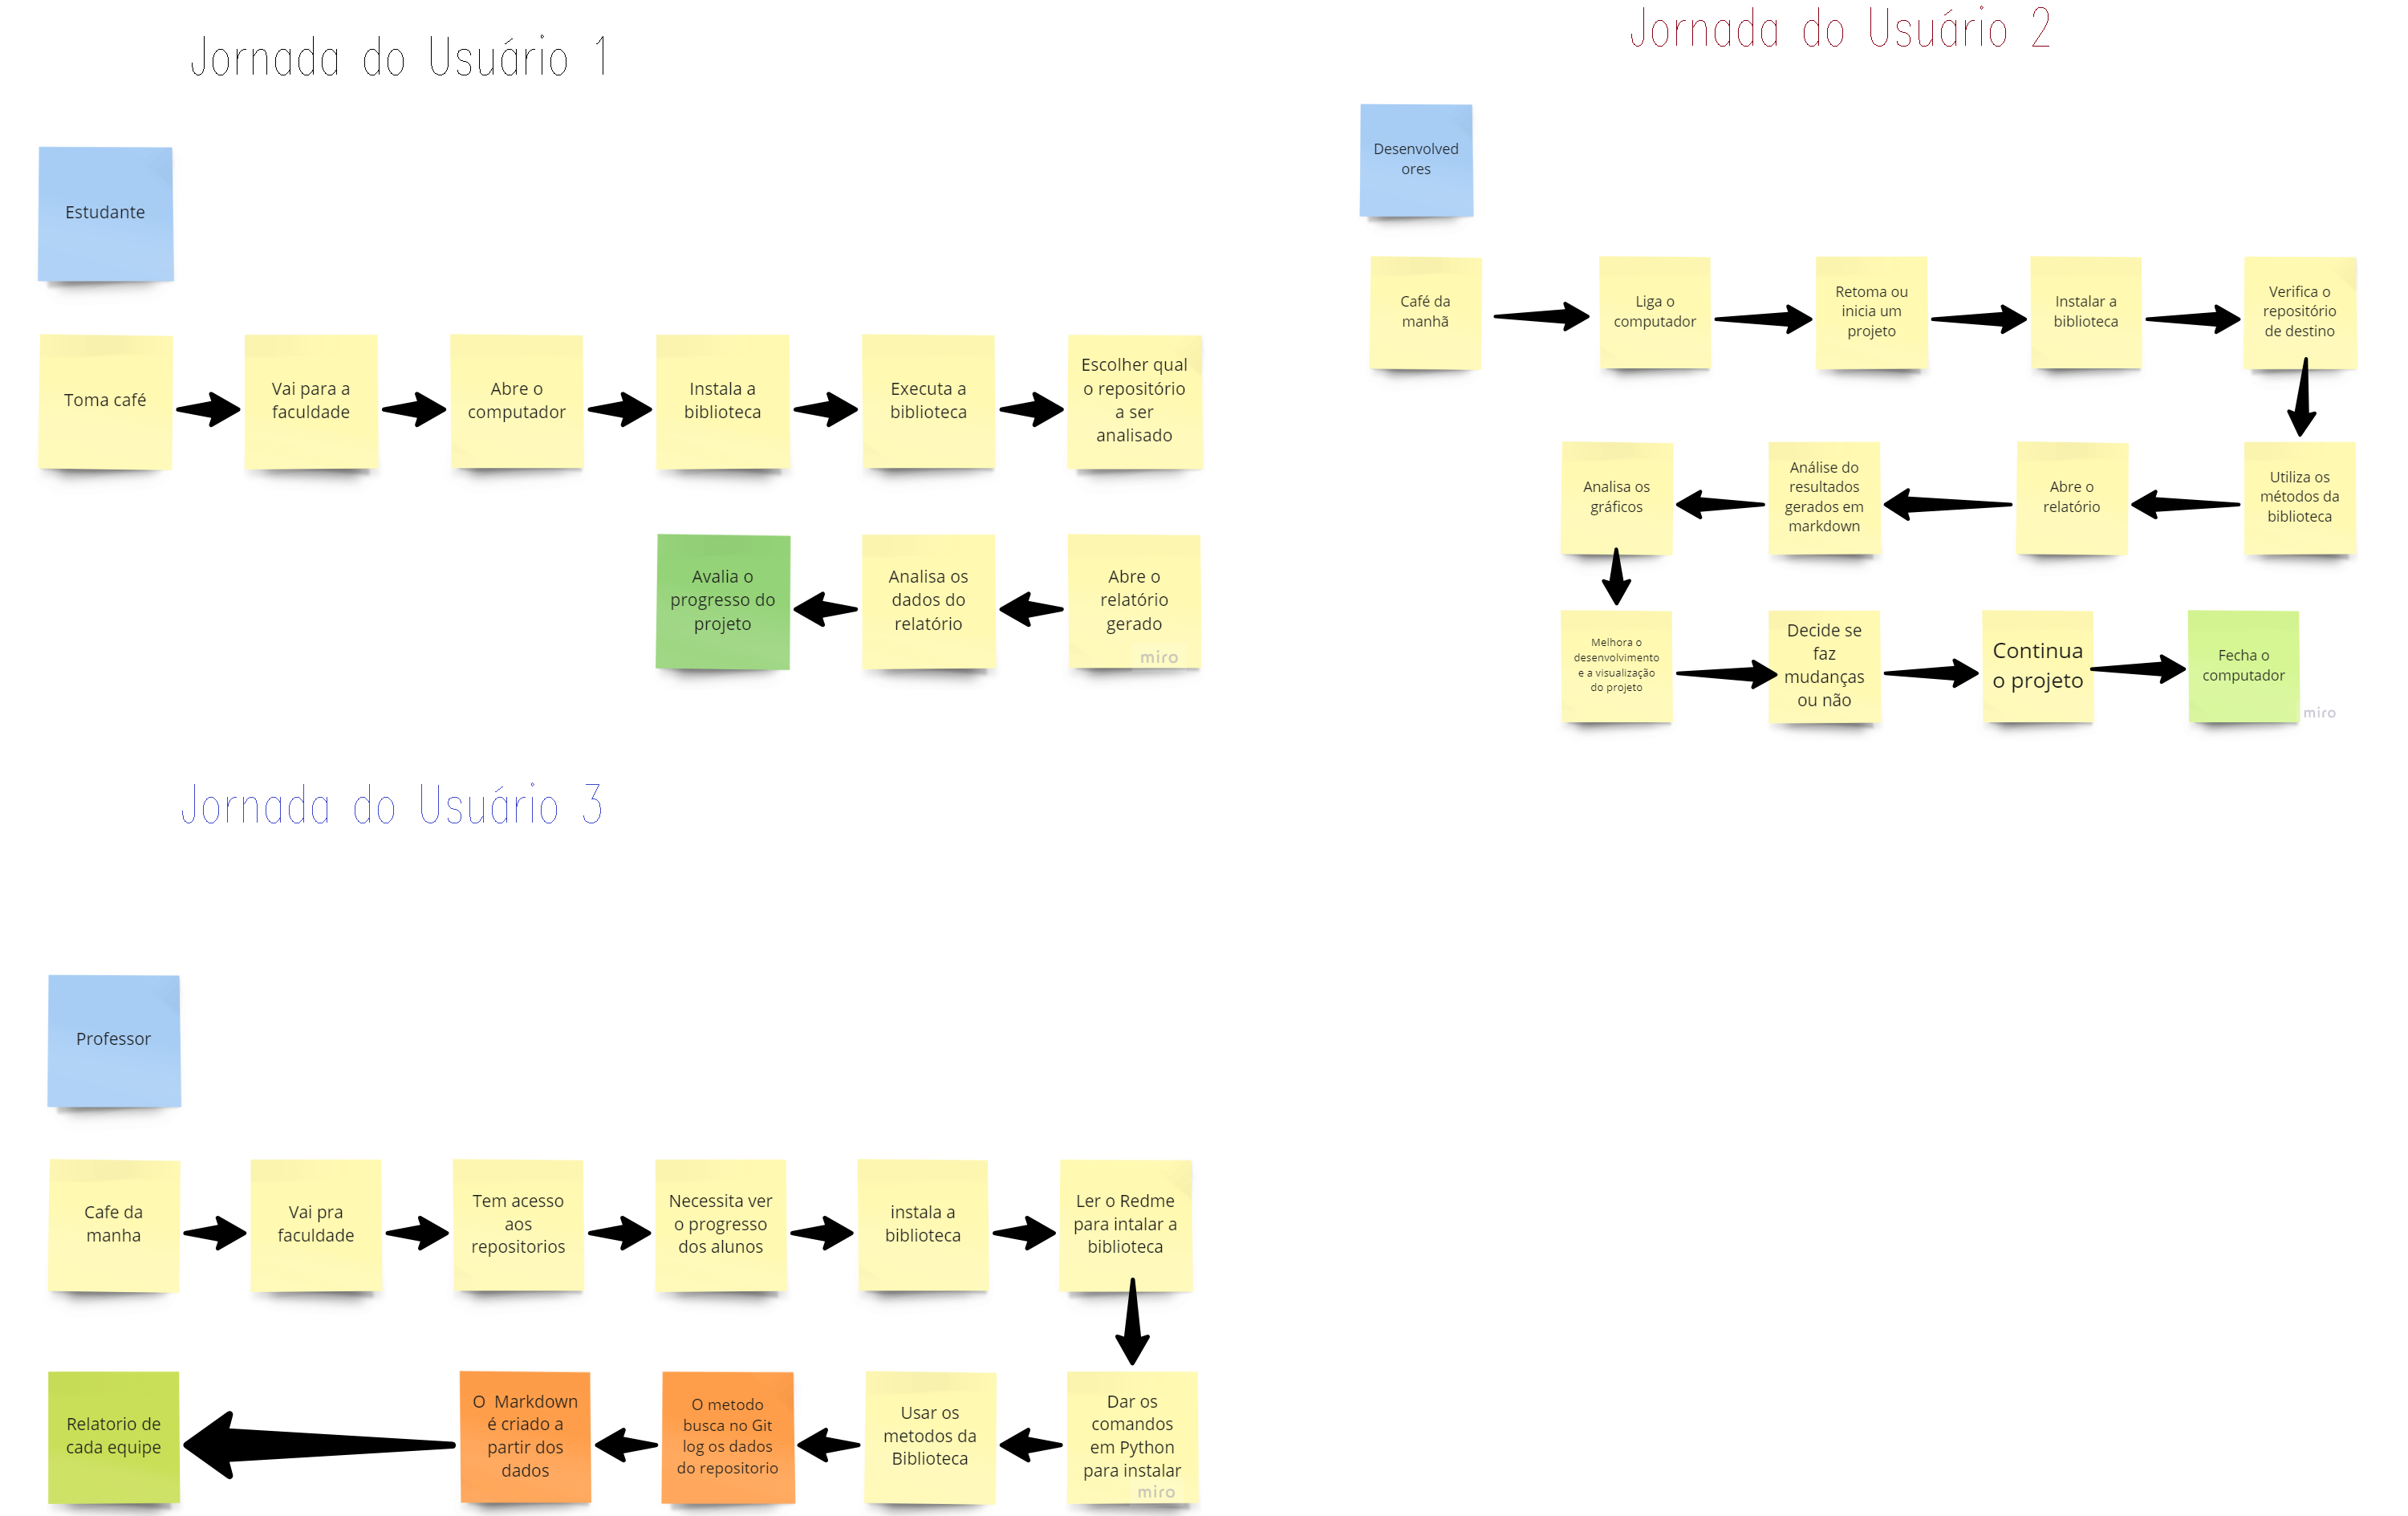 Jornada do Usuário 1
Estudante
Toma café
Vai para a
faculdade
Abre o
computador
Instala a
biblioteca
Executa a
biblioteca
Escolher qual
o repositório
a ser
analisado
Avalia o
progresso do
projeto
Analisa os
dados do
relatório
Abre o
relatório
gerado
miro
Jornada do Usuário 2
Desenvolved
ores
Café da
manhã
Liga o
computador
Retoma ou
inicia um
projeto
Instalar a
biblioteca
Verifica o
repositório
de destino
Analisa os
gráficos
Análise do
resultados
gerados em
markdown
Abre o
relatório
Utiliza os
métodos da
biblioteca
Melhora o
desenvolvimento
e a visualização
do projeto
Decide se
faz
mudanças
ou não
Continua
o projeto
Fecha o
computador
miro
Jornada do Usuário 3
Professor
Cafe da
manha
Vai pra
faculdade
Tem acesso
aos
repositorios
Necessita ver
o progresso
dos alunos
instala a
biblioteca
Ler o Redme
para intalar a
biblioteca
Relatorio de
cada equipe
O Markdown
é criado a
partir dos
dados
O metodo
busca no Git
log os dados
do repositorio
Usar os
metodos da
Biblioteca
Dar os
comandos
em Python
para instalar
miro